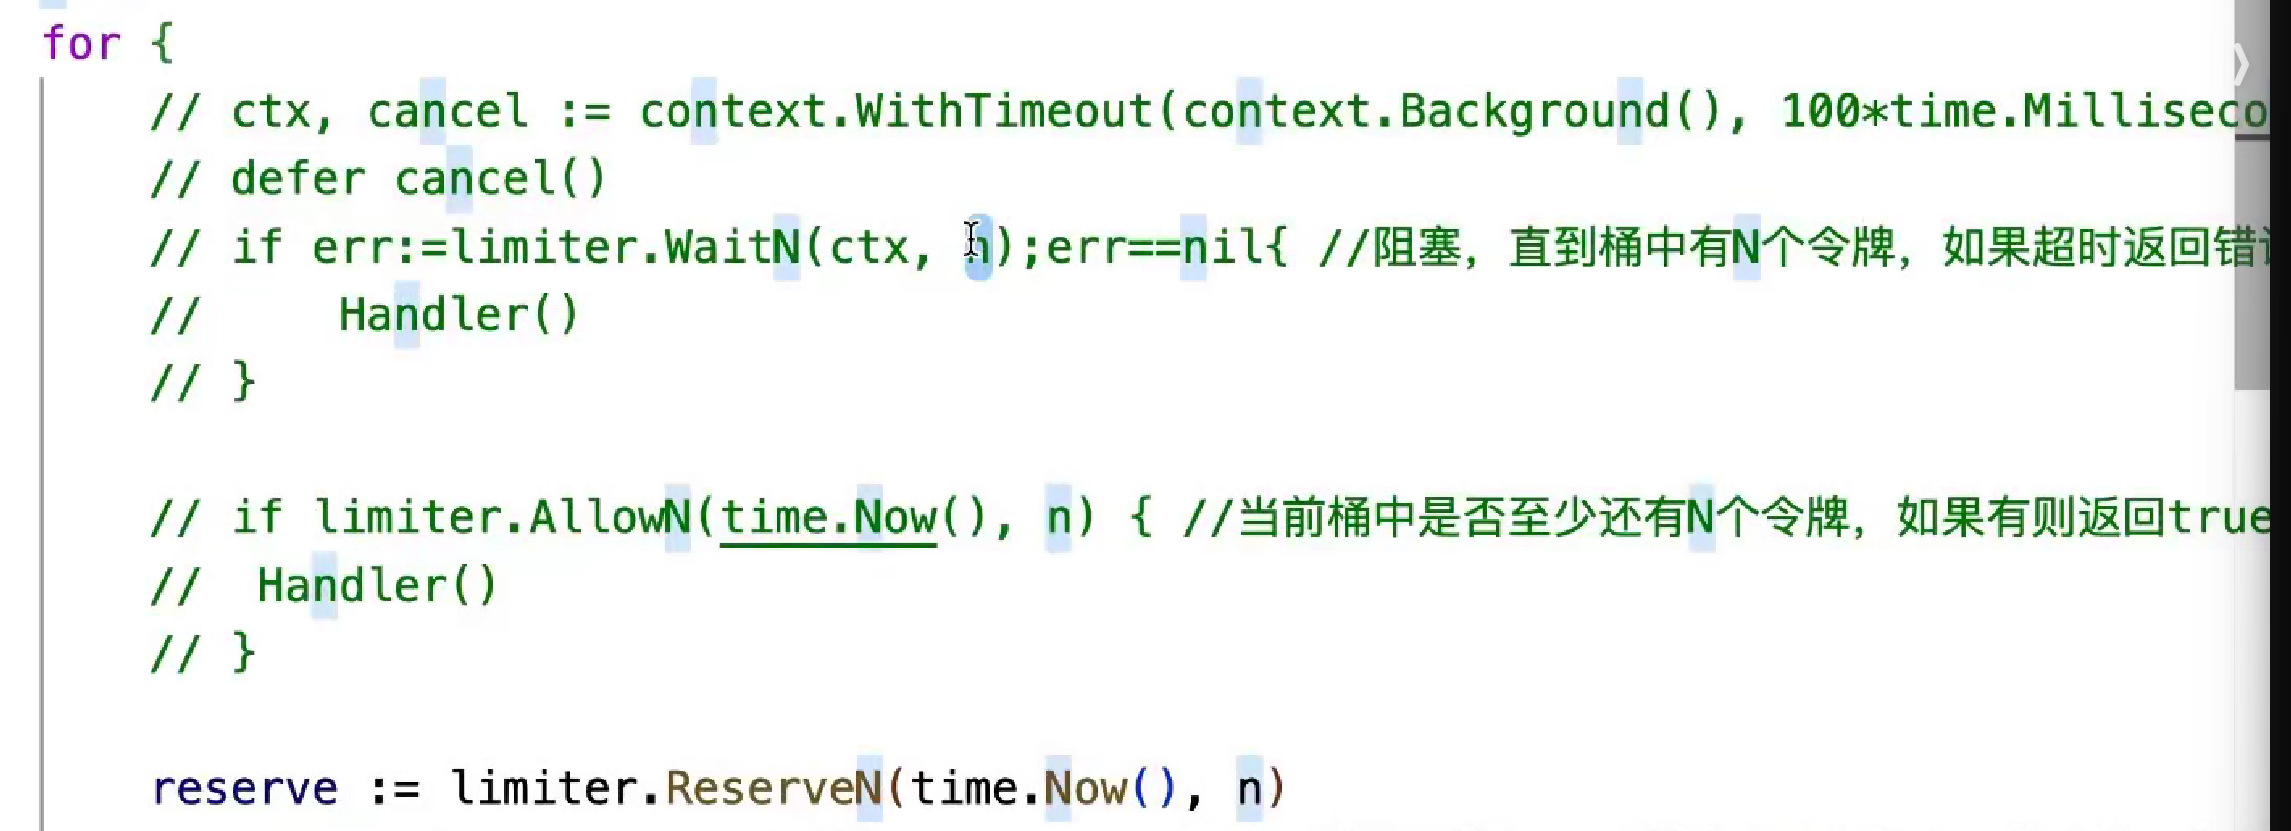 for {
// ctx, cancel := context.WithTimeout(context.Background(), 100*time.Milliseco
// defer cancel()
// if err:=limiter.WaitN(ctx, n);err==nil{ //阻塞，直到桶中有N个令牌，如果超时返回错
//     Handler()
// }
// if limiter.AllowN(time.Now(), n) { //当前桶中是否至少还有N个令牌，如果有则返回true
//  Handler()
// }
reserve := limiter.ReserveN(time.Now(), n)